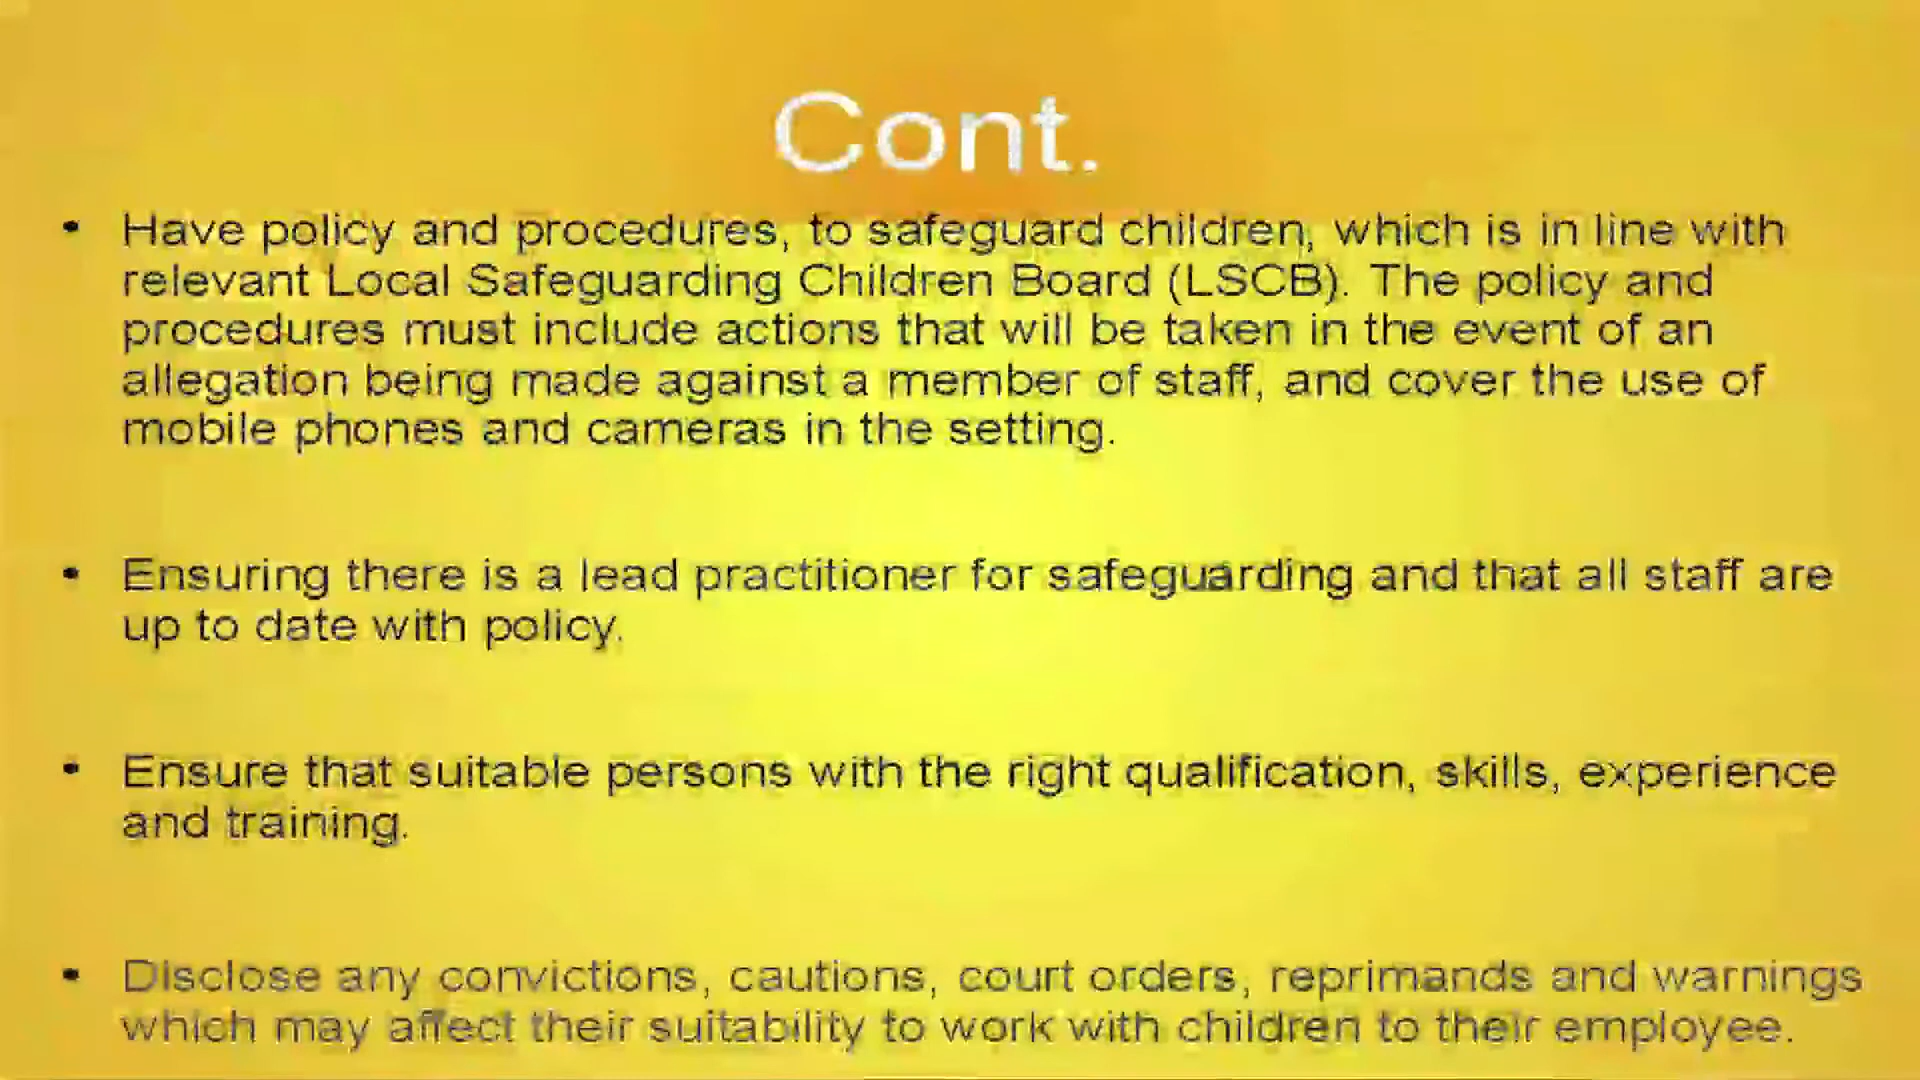 Cont.
• Have policy and procedures, to safeguard children, which is in line with
relevant Local Safeguarding Children Board (LSCB). The policy and
procedures must include actions that will be taken in the event of an
allegation being made against a member of staff, and cover the use of
mobile phones and cameras in the setting.
• Ensuring there is a lead practitioner for safeguarding and that all staff are
up to date with policy.
• Ensure that suitable persons with the right qualification, skills, experience
and training.
• Disclose any convictions, cautions, court orders, reprimands and warnings
which may affect their suitability to work with children to their employee.